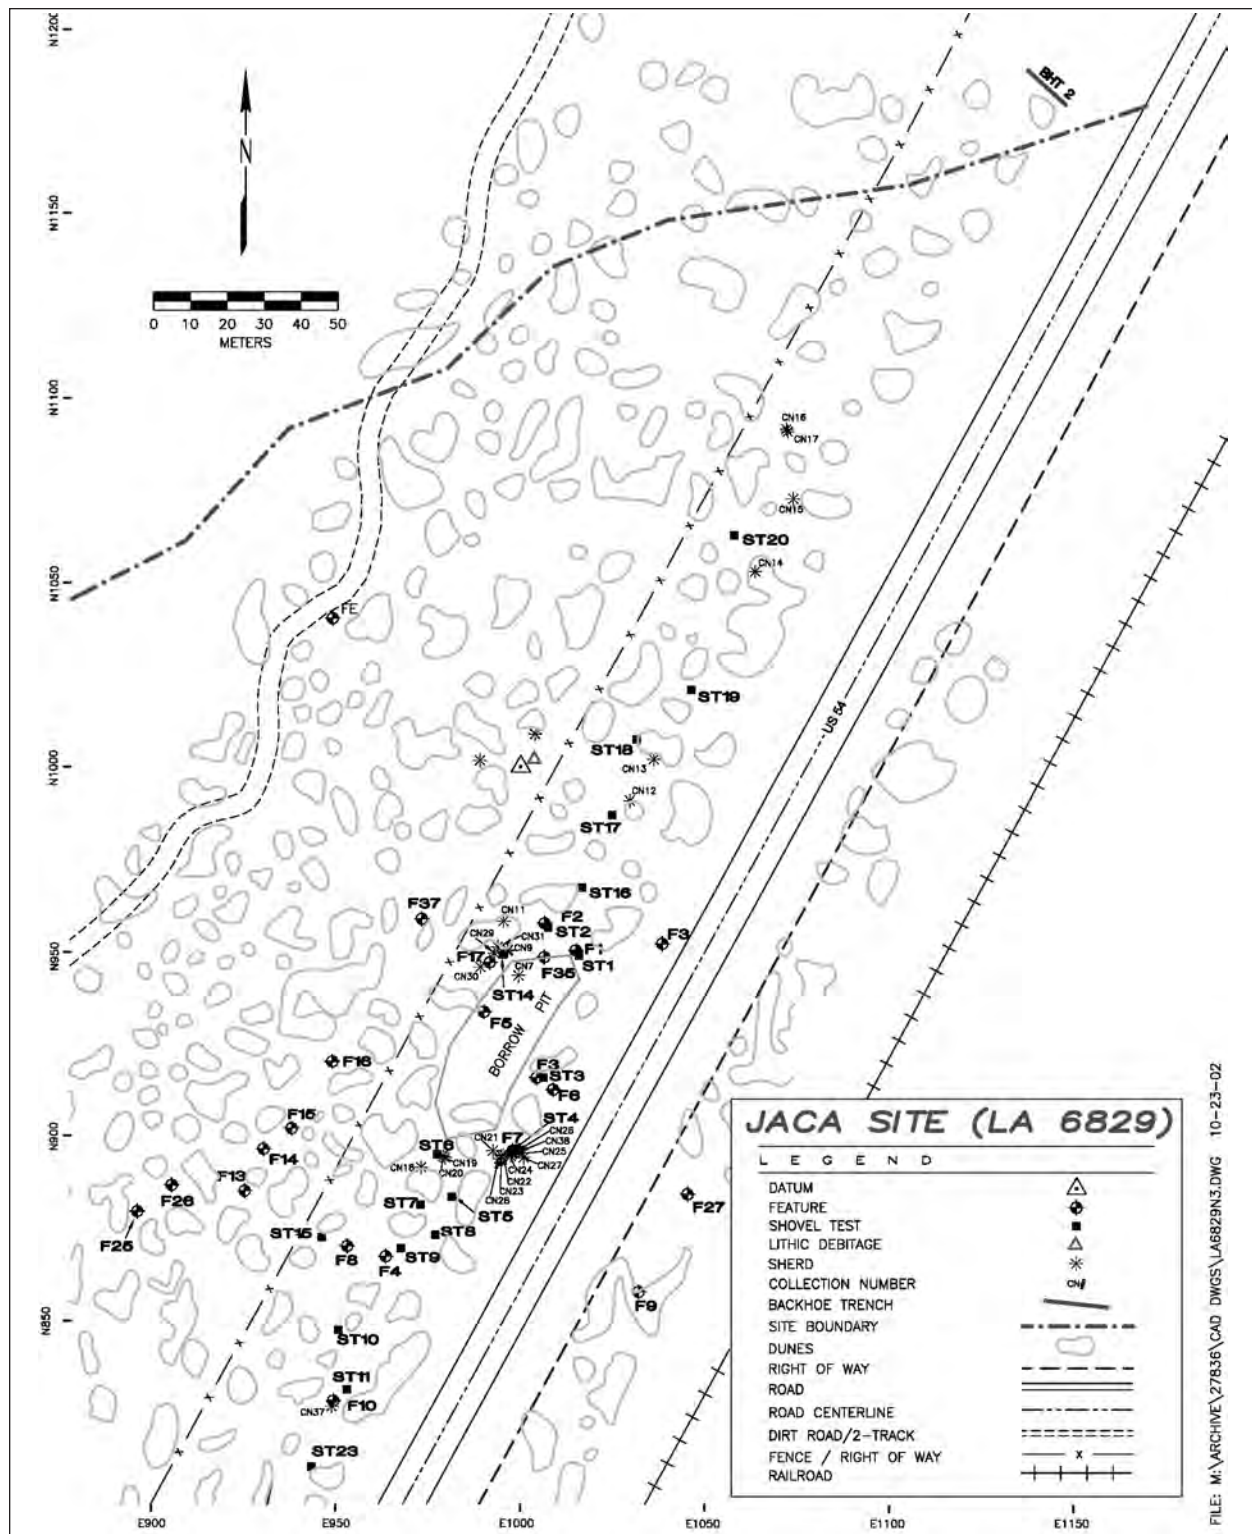 N1200
BHT 2
N
N1150
0 10 20 30 40 50
METERS
N1100
CN16
CN17
CN15
ST20
CN14
N1050
FE
ST19
US 54
ST18
CN13
N1000
CN12
ST17
ST16
F37
CN11
F2
ST2
CN29
CN31
CN9
F3
F1
N950
F17
CN30
CN7
F35
ST1
ST14
F5
BORROW PIT
F16
F3
ST3
F6
F15
ST4
N900
CN21
F7
CN26
CN38
CN25
CN27
F14
ST6
CN19
CN18
CN20
CN24
CN22
CN23
CN28
F13
F26
ST7
ST5
F27
F25
ST15
ST8
F8
ST9
F4
F9
N850
ST10
ST11
F10
CN37
ST23
E900
E950
E1000
E1050
E1100
E1150
JACA SITE (LA 6829)
LEGEND
DATUM
FEATURE
SHOVEL TEST
LITHIC DEBITAGE
SHERD
COLLECTION NUMBER CN#
BACKHOE TRENCH
SITE BOUNDARY
DUNES
RIGHT OF WAY
ROAD
ROAD CENTERLINE
DIRT ROAD/2-TRACK
FENCE / RIGHT OF WAY
RAILROAD
FILE: M:\ARCHIVE\27836\CAD DWGS\LA6829N3.DWG 10-23-02